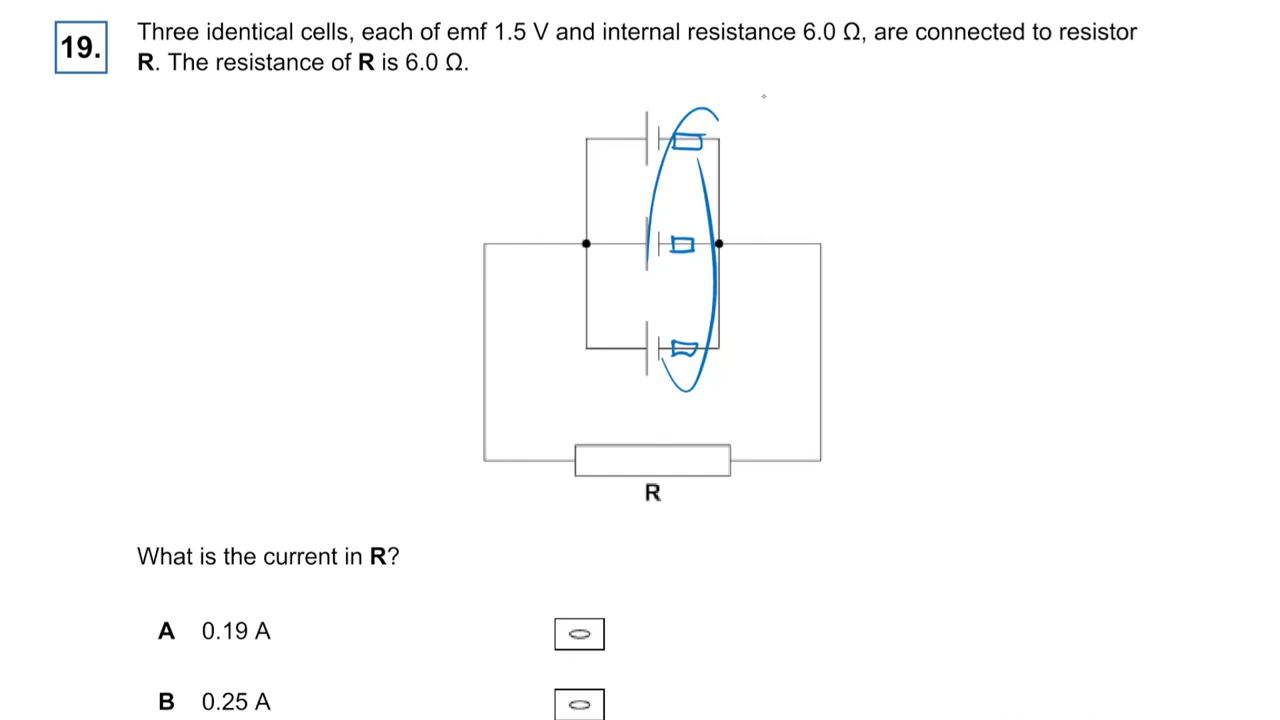 19.
Three identical cells, each of emf 1.5 V and internal resistance 6.0 Ω, are connected to resistor
R. The resistance of R is 6.0 Ω.
R
What is the current in R?
A 0.19 A
B 0.25 A